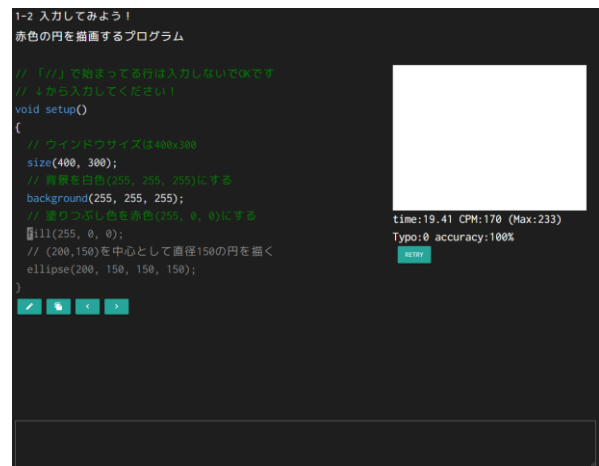 1-2 入力してみよう！
赤色の円を描画するプログラム
// 「//」で始まってる行は入力しないでOKです
// ↓から入力してください！
void setup()
{
// ウインドウサイズは400x300
size(400, 300);
// 背景を白色(255, 255, 255)にする
background(255, 255, 255);
// 塗りつぶし色を赤色(255, 0, 0)にする
fill(255, 0, 0);
// (200,150)を中心として直径150の円を描く
ellipse(200, 150, 150, 150);
}
time:19.41 CPM:170 (Max:233)
Typo:0 accuracy:100%
RETRY